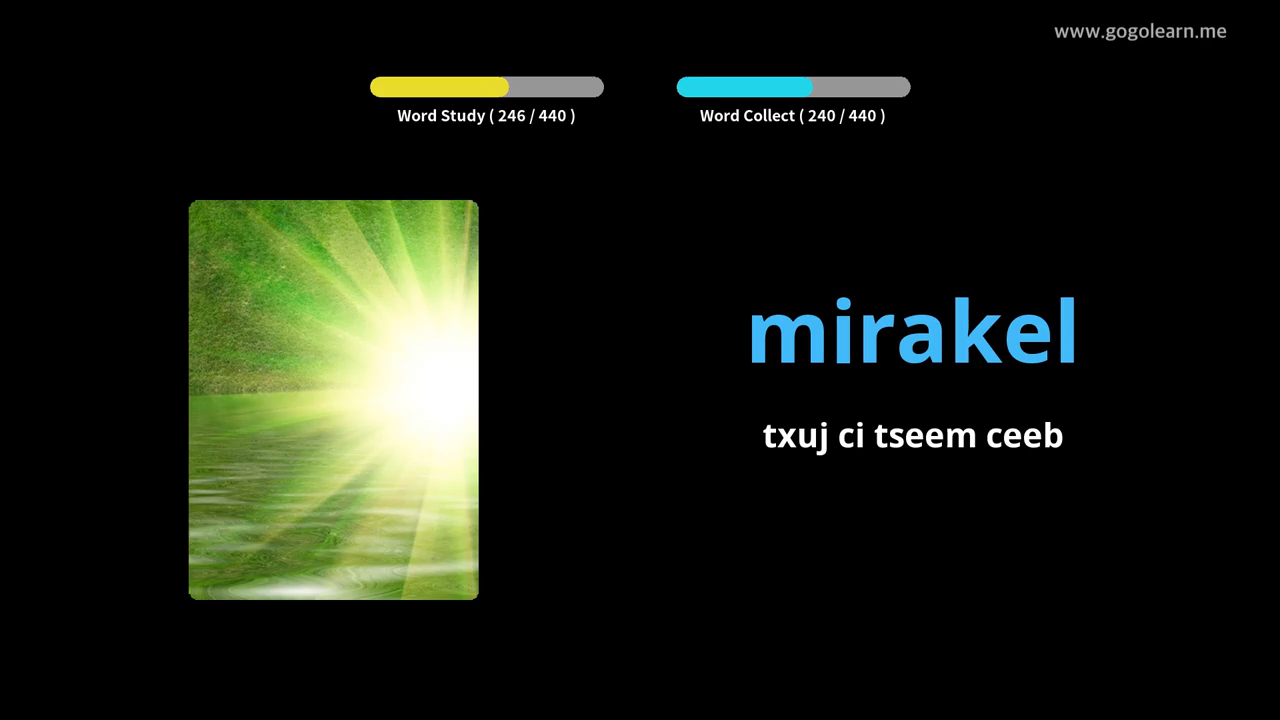 www.gogolearn.me
Word Study ( 246 / 440 )
Word Collect ( 240 / 440 )
mirakel
txuj ci tseem ceeb